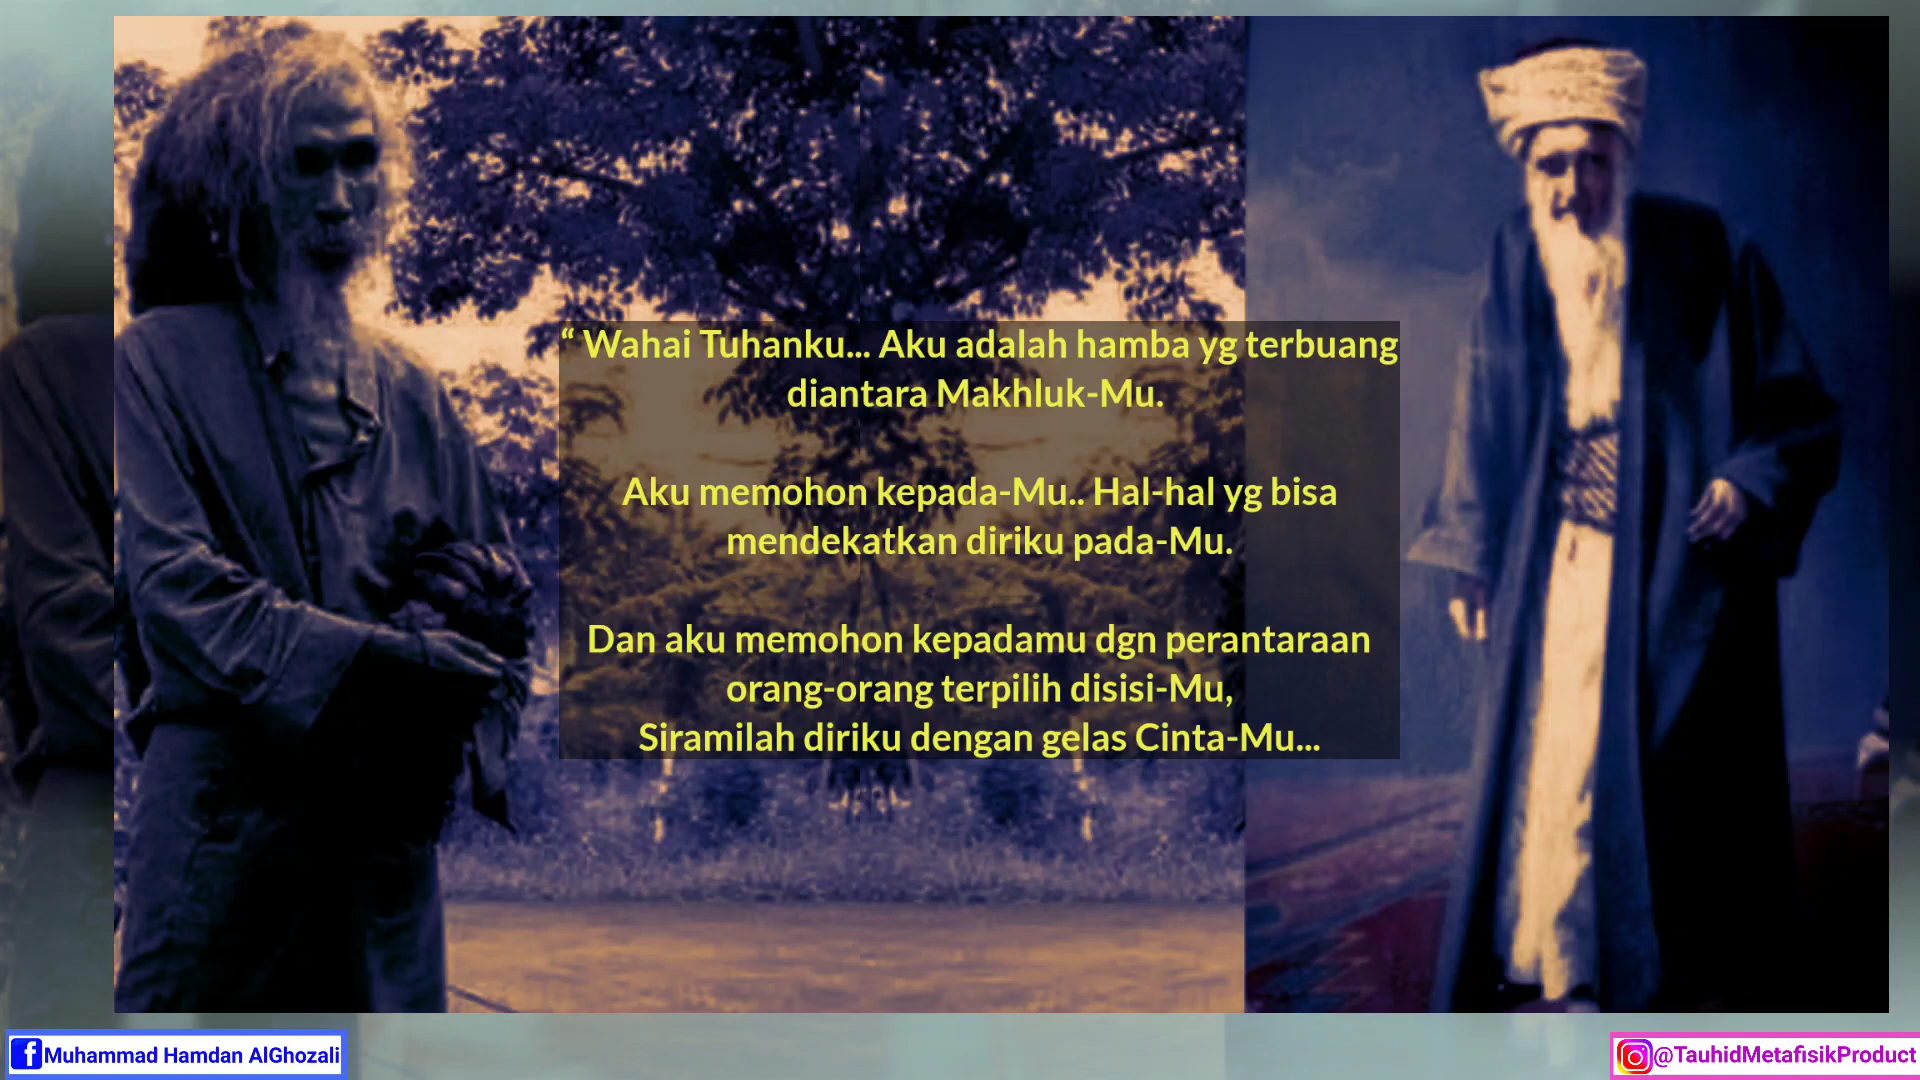 “ Wahai Tuhanku... Aku adalah hamba yg terbuang
diantara Makhluk-Mu.
Aku memohon kepada-Mu.. Hal-hal yg bisa
mendekatkan diriku pada-Mu.
Dan aku memohon kepadamu dgn perantaraan
orang-orang terpilih disisi-Mu,
Siramilah diriku dengan gelas Cinta-Mu...
Muhammad Hamdan AlGhozali
@TauhidMetafisikProduct